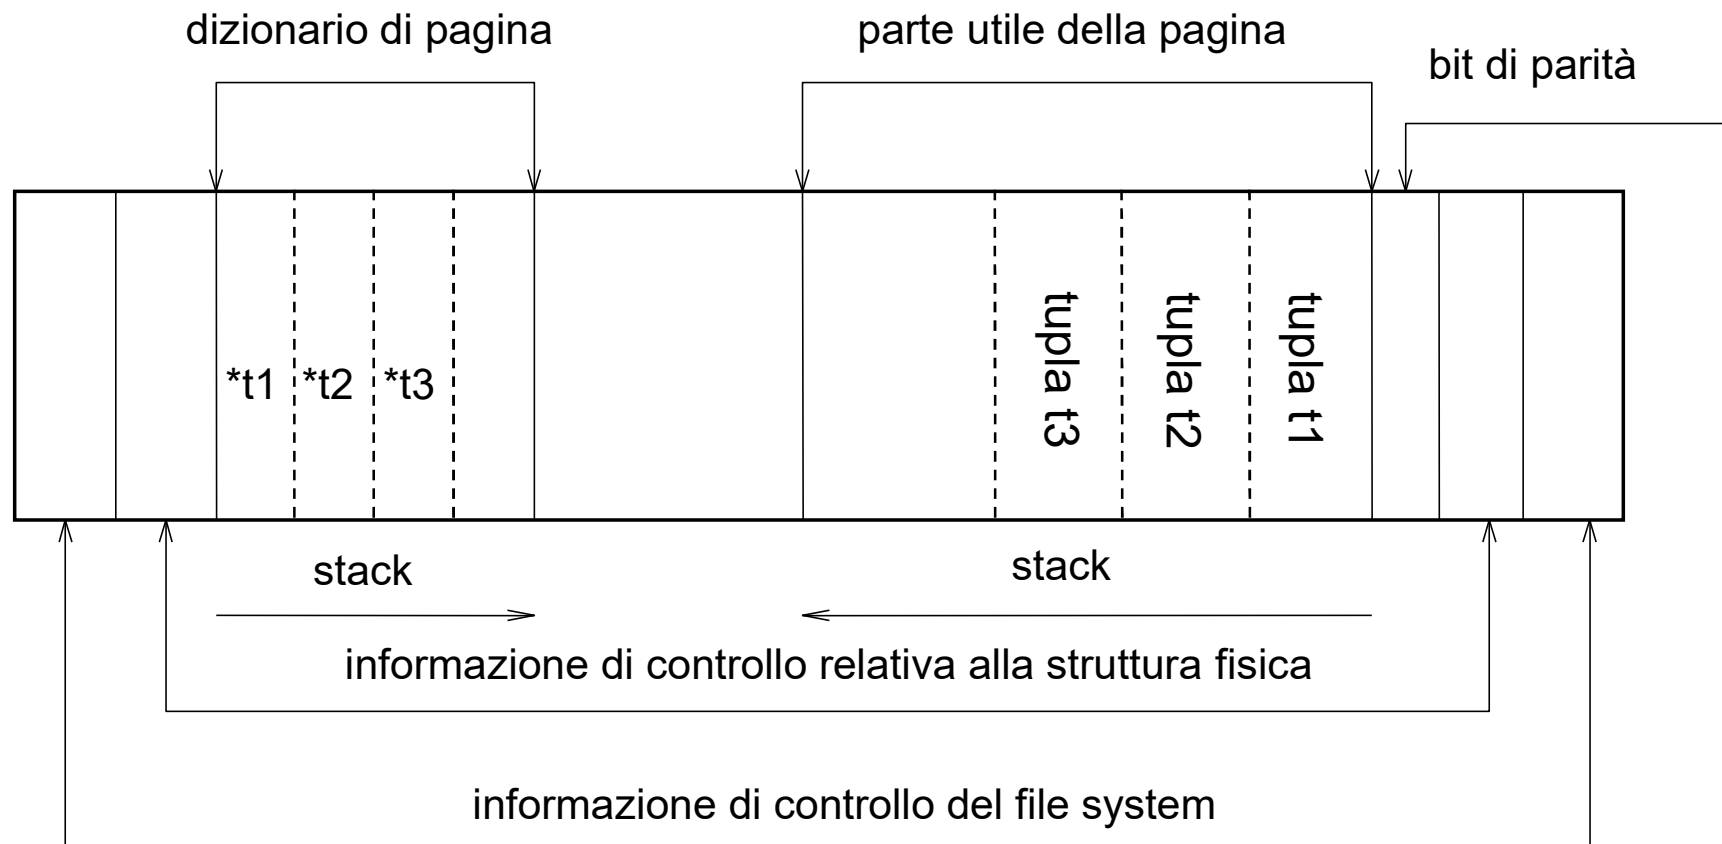 dizionario di pagina
parte utile della pagina
bit di parità
*t1
*t2
*t3
tupla t3
tupla t2
tupla t1
stack
stack
informazione di controllo relativa alla struttura fisica
informazione di controllo del file system